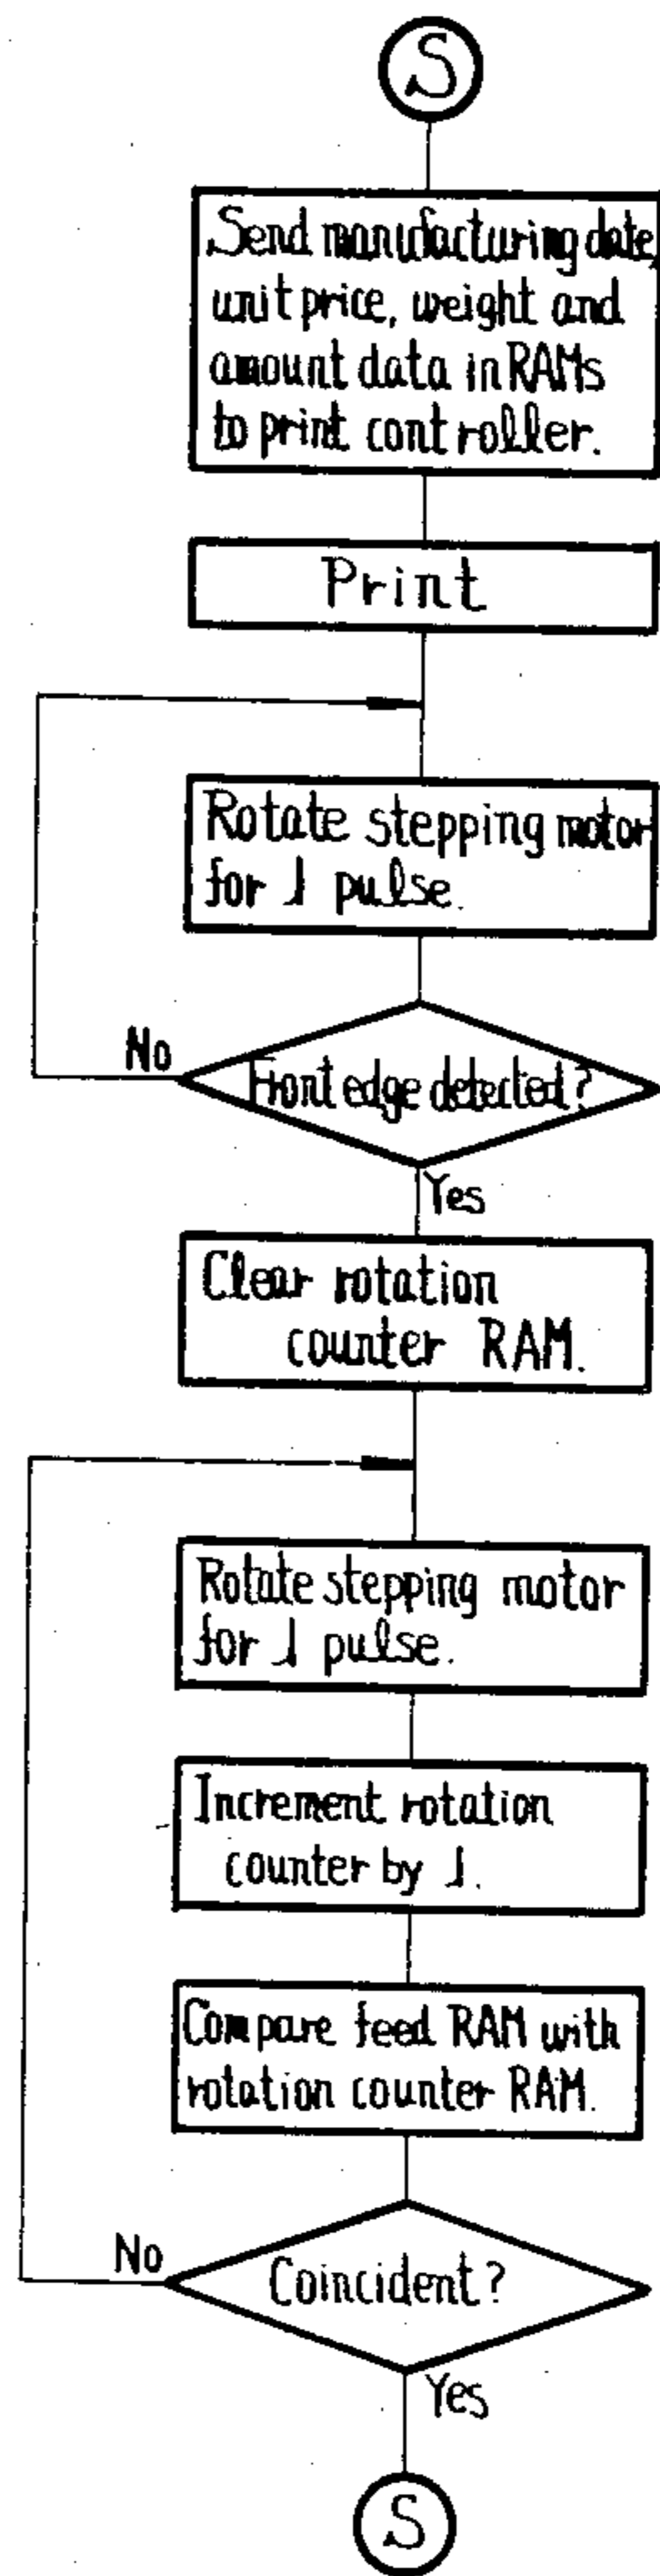 S
Send manufacturing date,
unit price, weight and
amount data in RAMs
to print controller.
Print
Rotate stepping motor
for 1 pulse.
No
Front edge detected?
Yes
Clear rotation
counter RAM.
Rotate stepping motor
for 1 pulse.
Increment rotation
counter by 1.
Compare feed RAM with
rotation counter RAM.
No
Coincident?
Yes
S